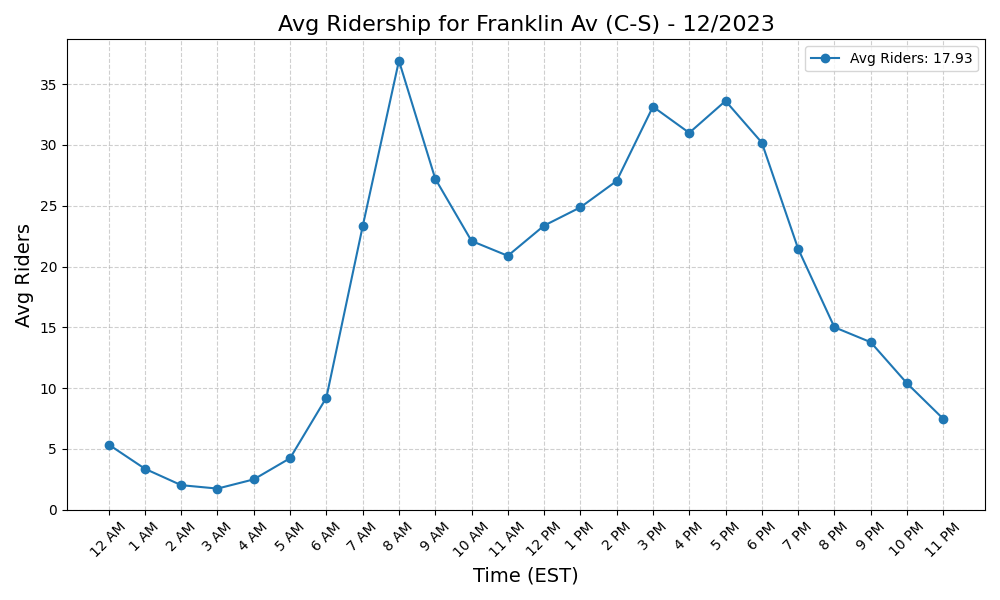 Avg Ridership for Franklin Av (C-S) - 12/2023
Avg Riders: 17.93
Avg Riders
35
30
25
20
15
10
5
0
12 AM
1 AM
2 AM
3 AM
4 AM
5 AM
6 AM
7 AM
8 AM
9 AM
10 AM
11 AM
12 PM
1 PM
2 PM
3 PM
4 PM
5 PM
6 PM
7 PM
8 PM
9 PM
10 PM
11 PM
Time (EST)